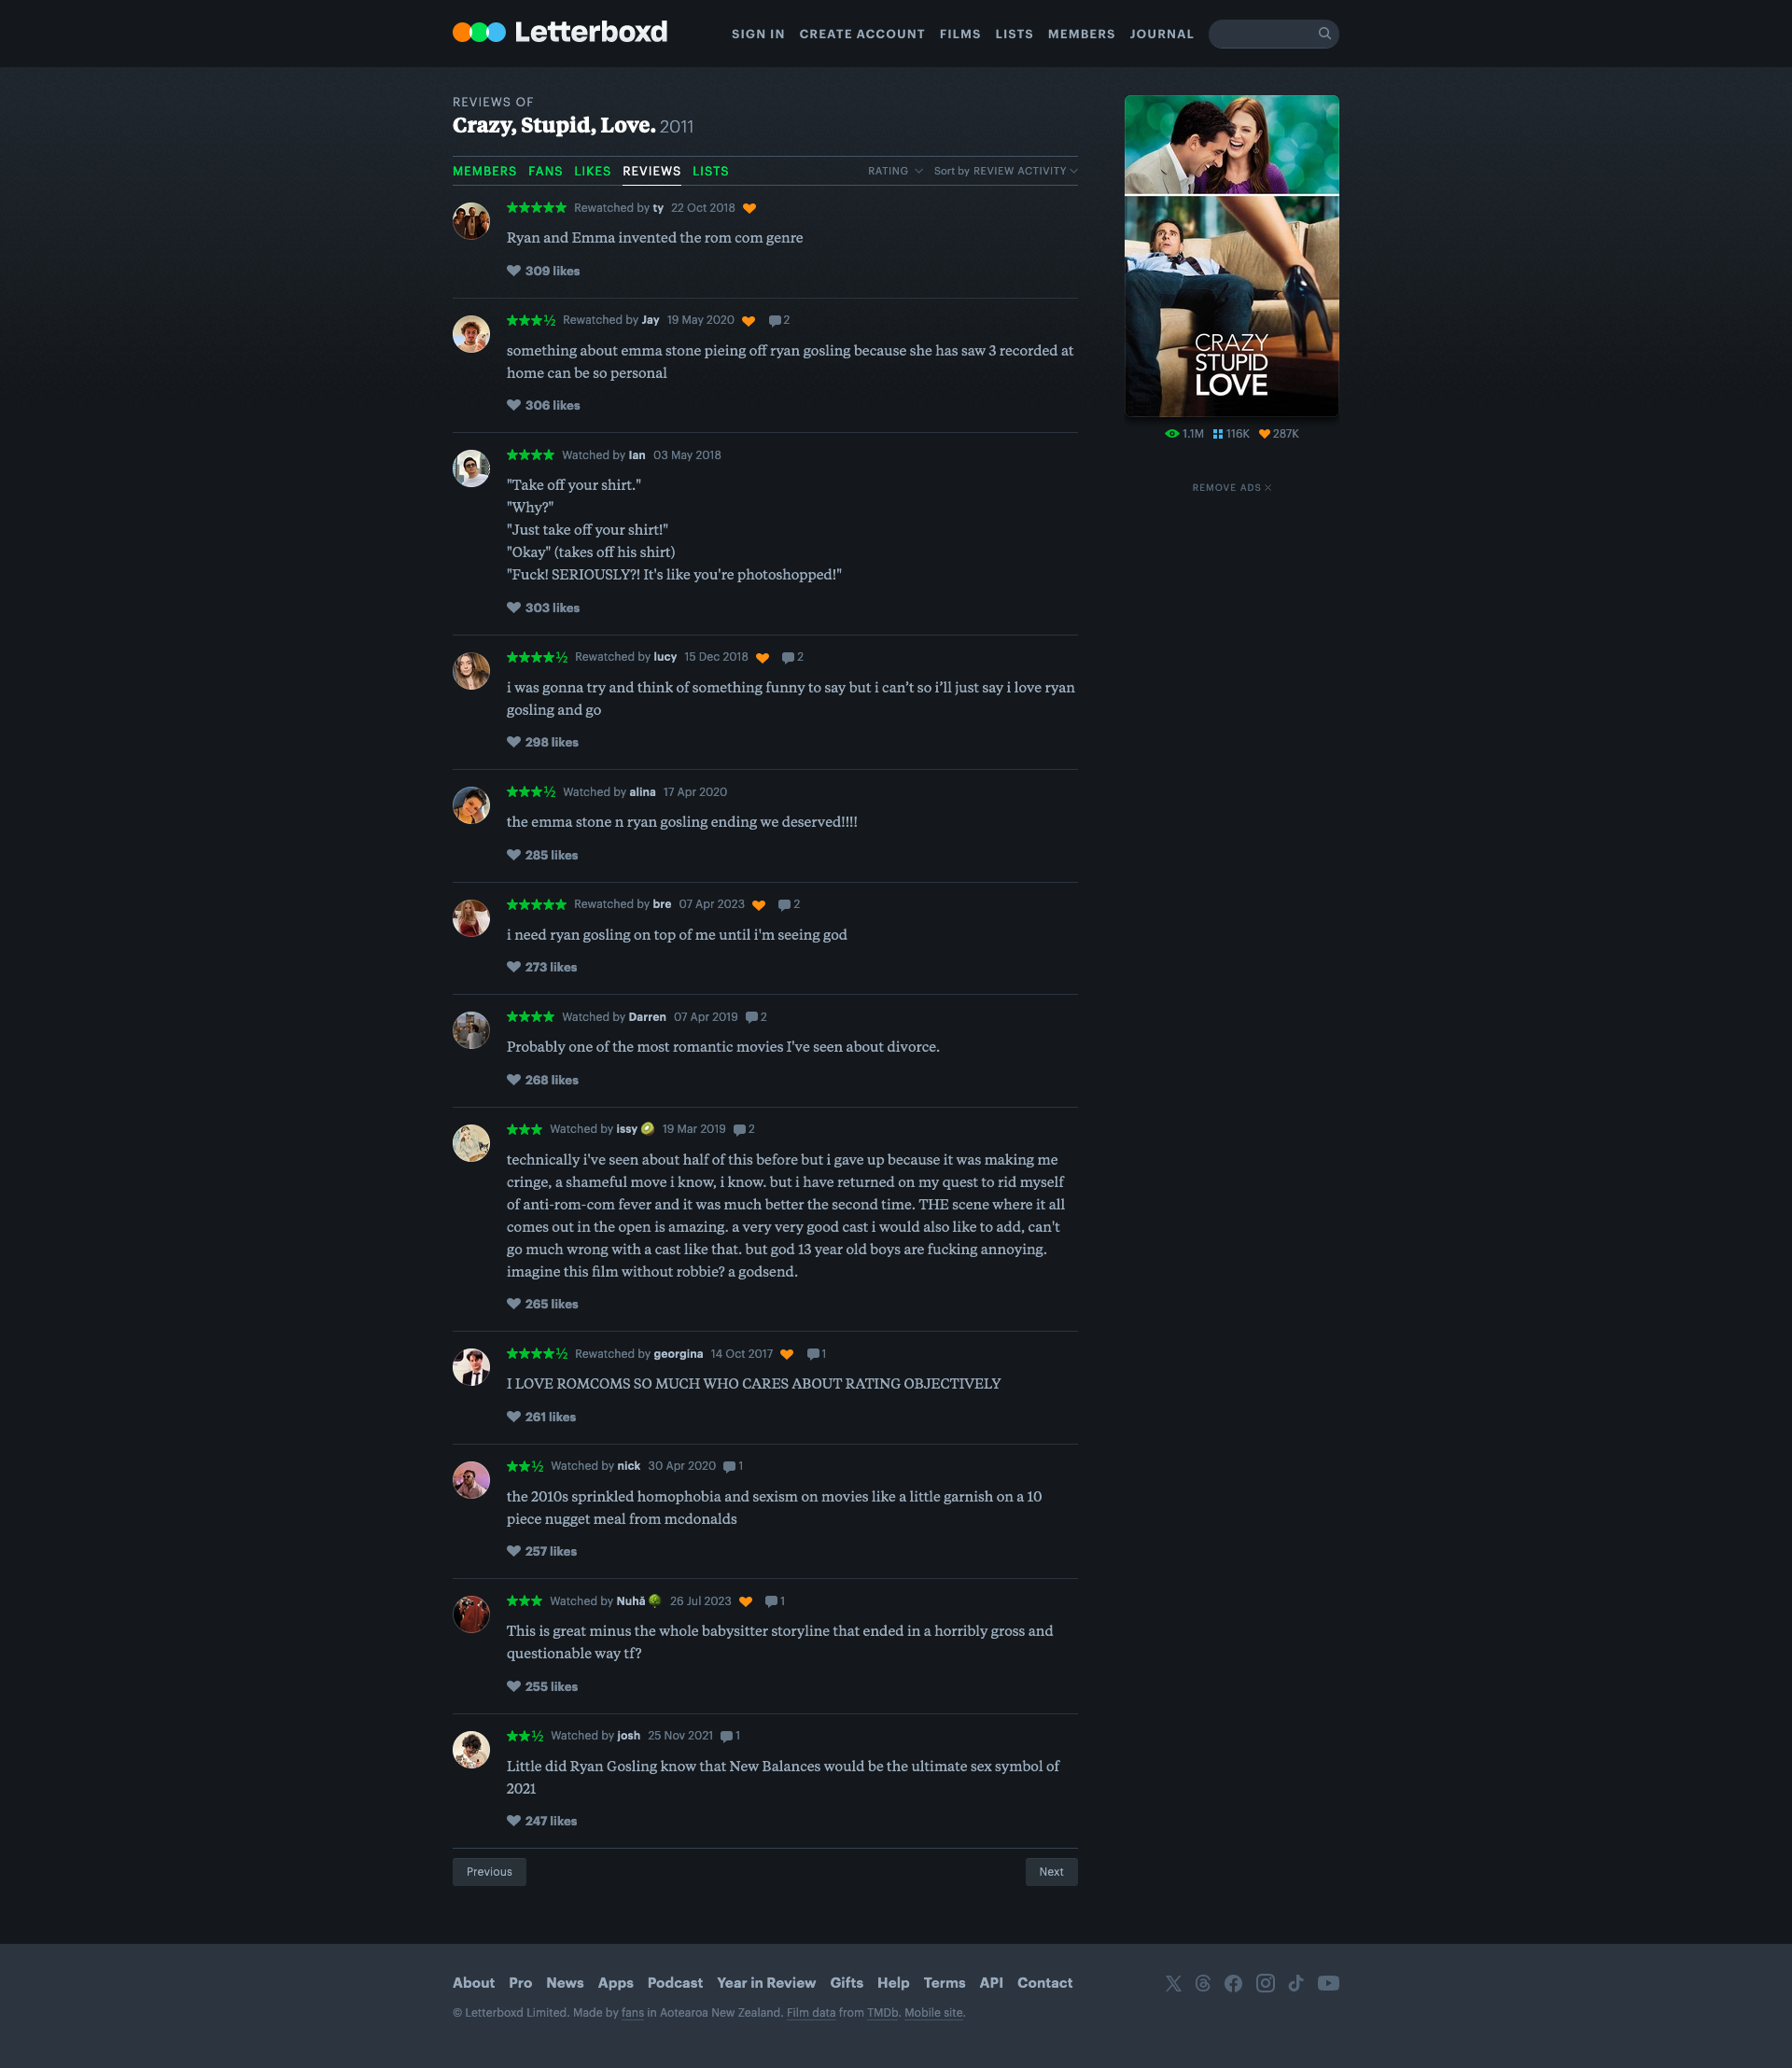 Letterboxd
SIGN IN CREATE ACCOUNT FILMS LISTS MEMBERS JOURNAL
REVIEWS OF
Crazy, Stupid, Love. 2011
MEMBERS FANS LIKES REVIEWS LISTS RATING Sort by REVIEW ACTIVITY
★★★★★ Rewatched by ty 22 Oct 2018
Ryan and Emma invented the rom com genre
309 likes
★★★½ Rewatched by Jay 19 May 2020 2
something about emma stone pieing off ryan gosling because she has saw 3 recorded at
home can be so personal
306 likes
★★★★ Watched by Ian 03 May 2018
"Take off your shirt."
"Why?"
"Just take off your shirt!"
"Okay" (takes off his shirt)
"Fuck! SERIOUSLY?! It's like you're photoshopped!"
303 likes
★★★★½ Rewatched by lucy 15 Dec 2018 2
i was gonna try and think of something funny to say but i can’t so i’ll just say i love ryan
gosling and go
298 likes
★★★½ Watched by alina 17 Apr 2020
the emma stone n ryan gosling ending we deserved!!!!
285 likes
★★★★★ Rewatched by bre 07 Apr 2023 2
i need ryan gosling on top of me until i'm seeing god
273 likes
★★★★ Watched by Darren 07 Apr 2019 2
Probably one of the most romantic movies I've seen about divorce.
268 likes
★★★ Watched by issy 🥝 19 Mar 2019 2
technically i've seen about half of this before but i gave up because it was making me
cringe, a shameful move i know, i know. but i have returned on my quest to rid myself
of anti-rom-com fever and it was much better the second time. THE scene where it all
comes out in the open is amazing. a very very good cast i would also like to add, can't
go much wrong with a cast like that. but god 13 year old boys are fucking annoying.
imagine this film without robbie? a godsend.
265 likes
★★★★½ Rewatched by georgina 14 Oct 2017 1
I LOVE ROMCOMS SO MUCH WHO CARES ABOUT RATING OBJECTIVELY
261 likes
★★½ Watched by nick 30 Apr 2020 1
the 2010s sprinkled homophobia and sexism on movies like a little garnish on a 10
piece nugget meal from mcdonalds
257 likes
★★★ Watched by Nuhă 26 Jul 2023 1
This is great minus the whole babysitter storyline that ended in a horribly gross and
questionable way tf?
255 likes
★★½ Watched by josh 25 Nov 2021 1
Little did Ryan Gosling know that New Balances would be the ultimate sex symbol of
2021
247 likes
Previous Next
CRAZY
STUPID
LOVE
1.1M 116K 287K
REMOVE ADS
About Pro News Apps Podcast Year in Review Gifts Help Terms API Contact
© Letterboxd Limited. Made by fans in Aotearoa New Zealand. Film data from TMDb. Mobile site.